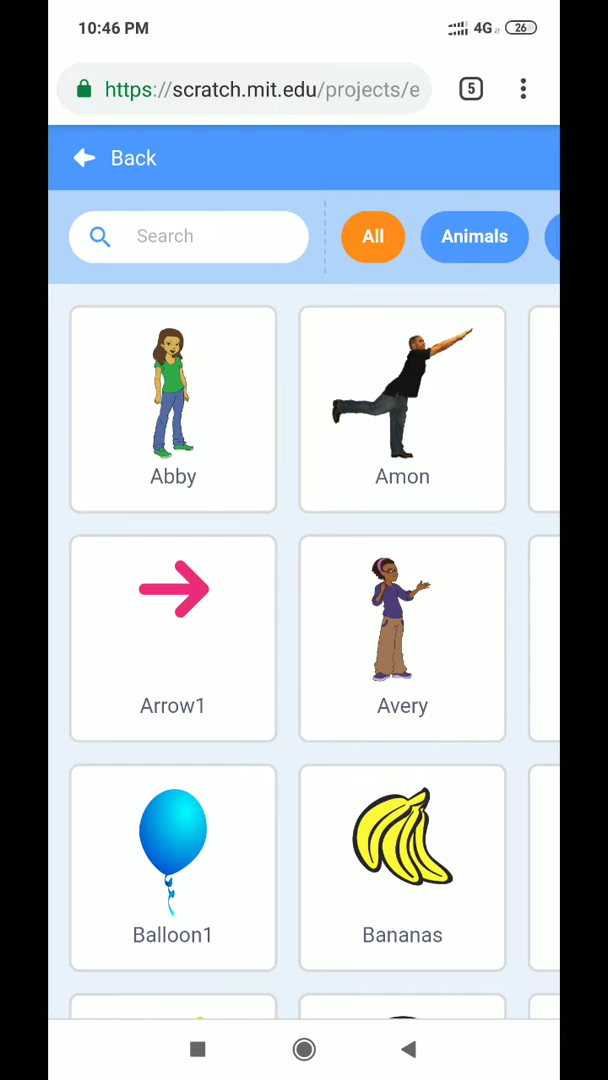 10:46 PM 4G 26
https://scratch.mit.edu/projects/e 5
Back
Search All Animals
Abby Amon
Arrow1 Avery
Balloon1 Bananas